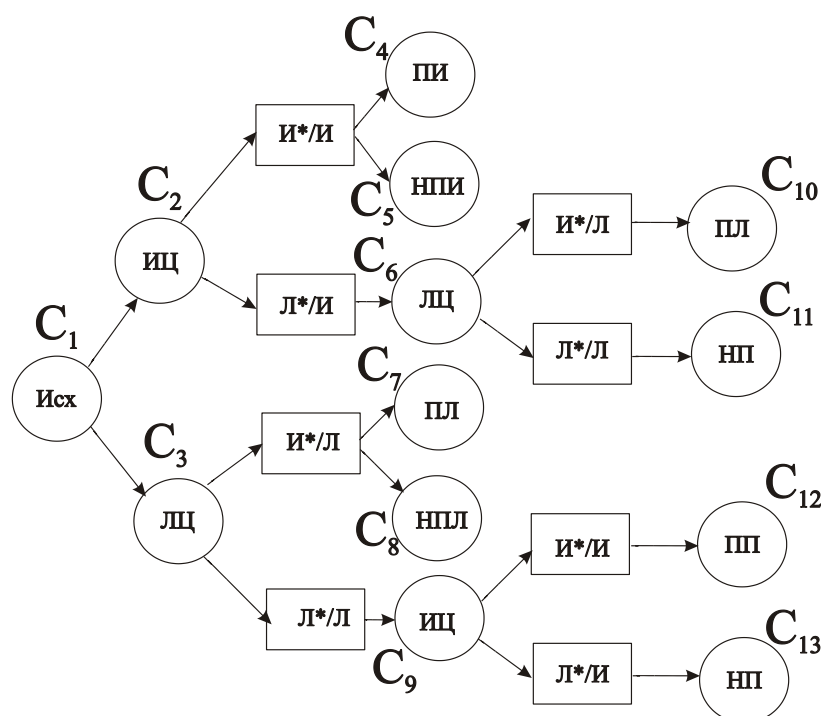 C4
ПИ
И*/И
C2
C5
НПИ
C10
И*/Л
ПЛ
ИЦ
C6
Л*/И
ЛЦ
C11
C1
Л*/Л
НП
Исх
C7
ПЛ
C3
И*/Л
C12
ЛЦ
C8
НПЛ
И*/И
ПП
Л*/Л
ИЦ
C13
C9
Л*/И
НП